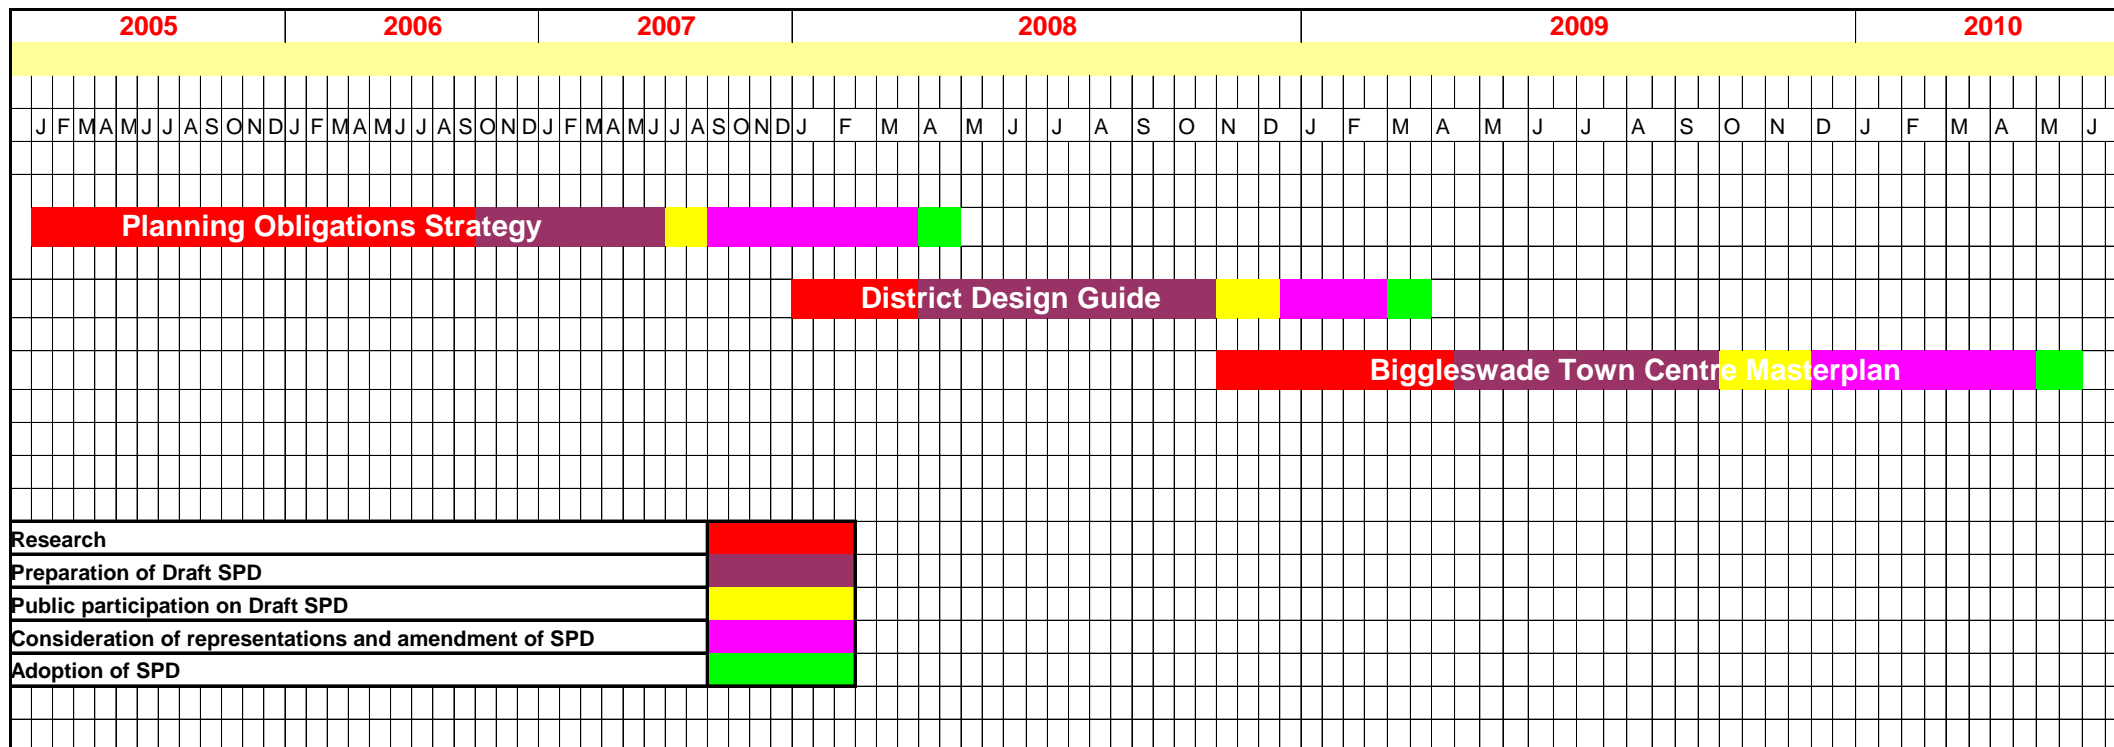 2005 2006 2007 2008 2009 2010
J F M A M J J A S O N D J F M A M J J A S O N D J F M A M J J A S O N D J F M A M J J A S O N D J F M A M J J A S O N D J F M A M J
Planning Obligations Strategy
District Design Guide
Biggleswade Town Centre Masterplan
Research
Preparation of Draft SPD
Public participation on Draft SPD
Consideration of representations and amendment of SPD
Adoption of SPD